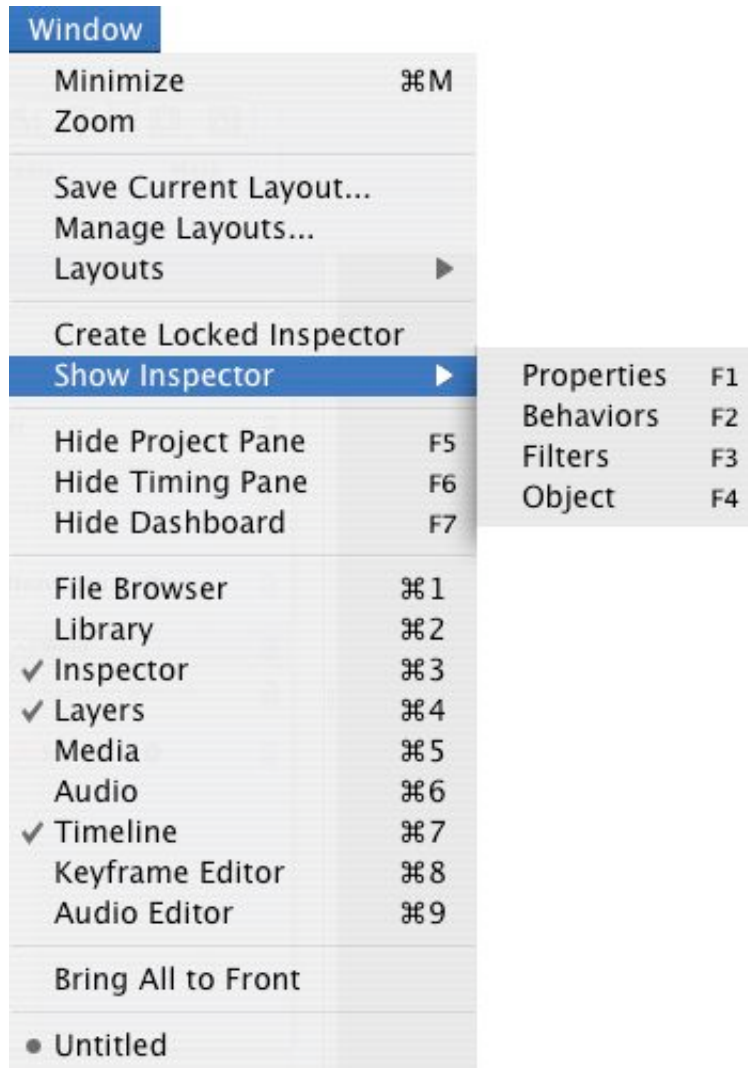 Window
Minimize ⌘M
Zoom
Save Current Layout...
Manage Layouts...
Layouts
Create Locked Inspector
Show Inspector
Properties F1
Behaviors F2
Filters F3
Object F4
Hide Project Pane F5
Hide Timing Pane F6
Hide Dashboard F7
File Browser ⌘1
Library ⌘2
Inspector ⌘3
Layers ⌘4
Media ⌘5
Audio ⌘6
Timeline ⌘7
Keyframe Editor ⌘8
Audio Editor ⌘9
Bring All to Front
Untitled